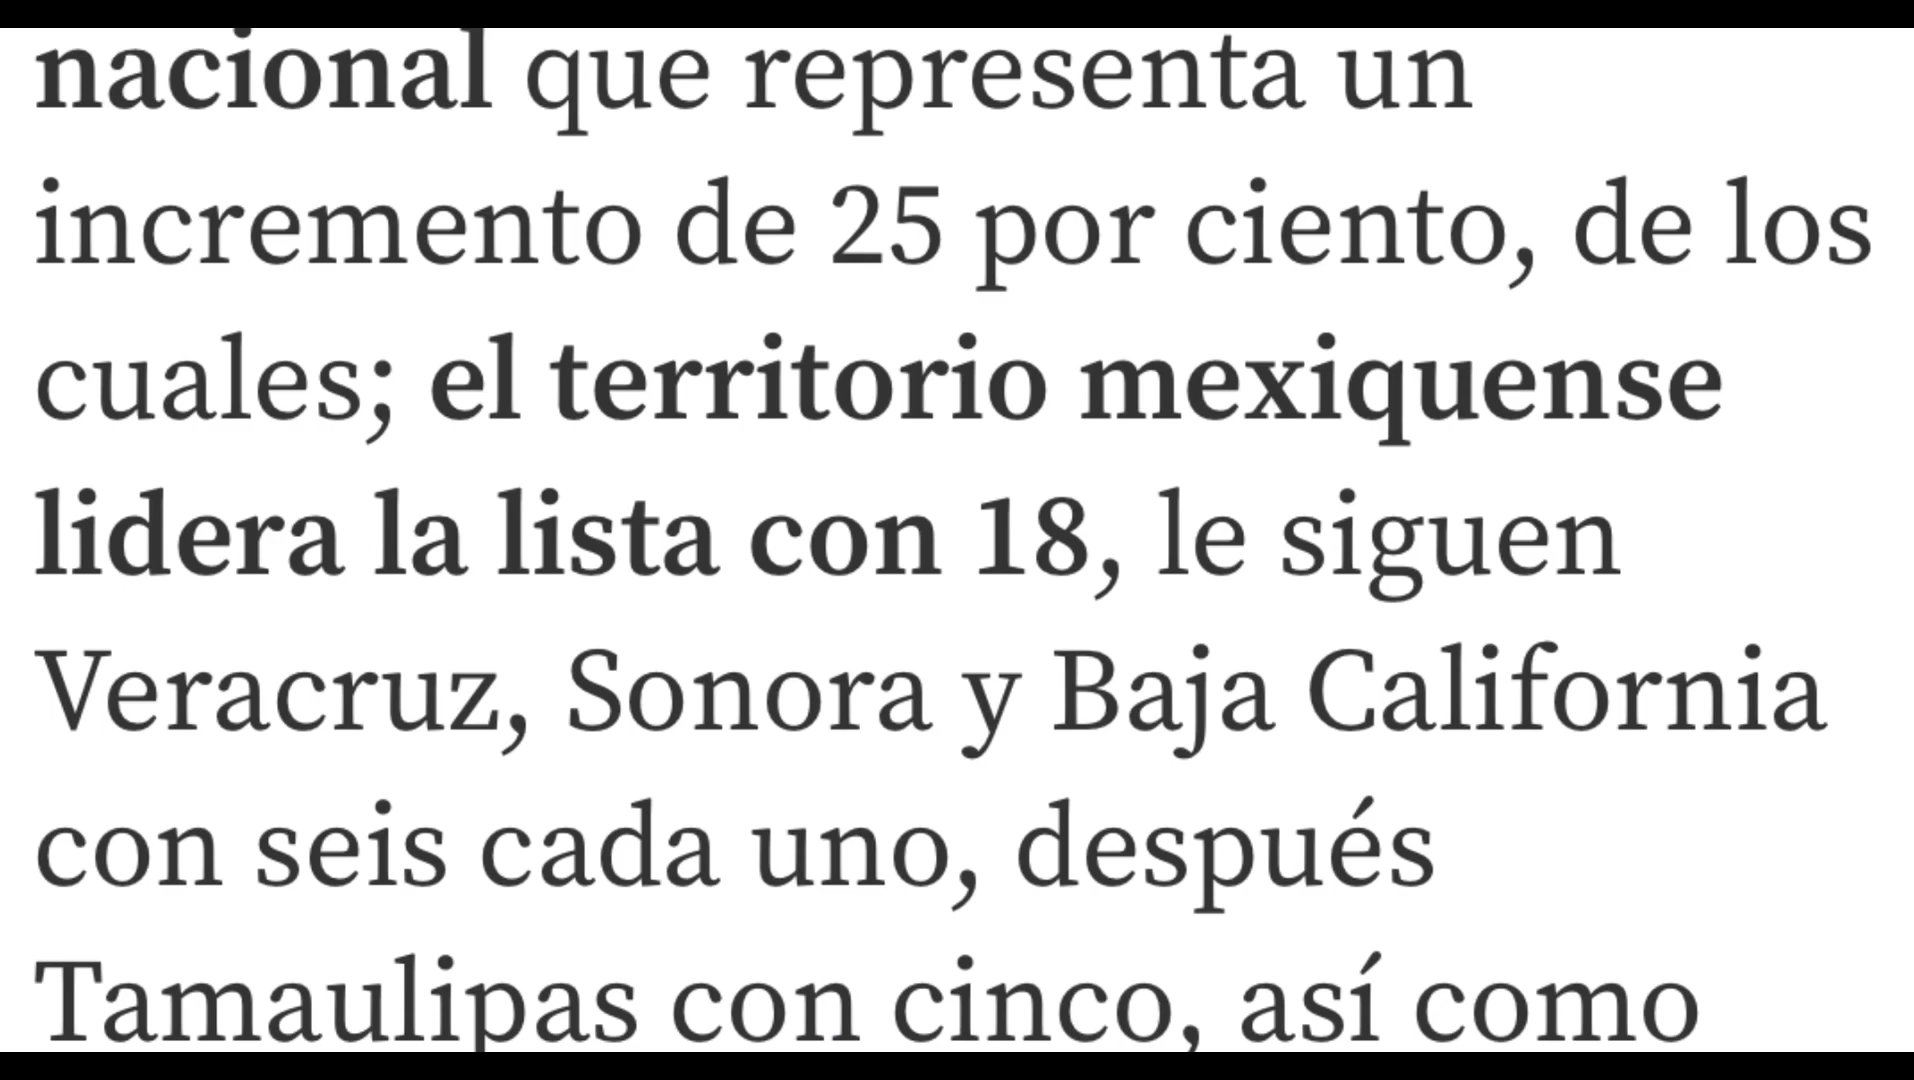 nacional que representa un
incremento de 25 por ciento, de los
cuales; el territorio mexiquense
lidera la lista con 18, le siguen
Veracruz, Sonora y Baja California
con seis cada uno, después
Tamaulipas con cinco, así como